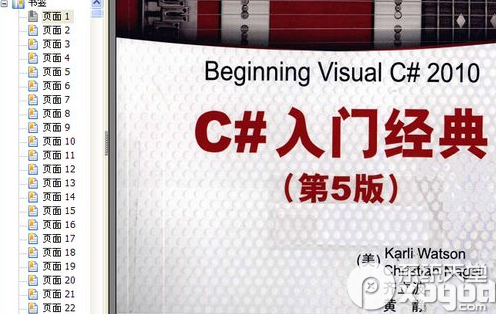 书签
页面 1
页面 2
页面 3
页面 4
页面 5
页面 6
页面 7
页面 8
页面 9
页面 10
页面 11
页面 12
页面 13
页面 14
页面 15
页面 16
页面 17
页面 18
页面 19
页面 20
页面 21
页面 22
Beginning Visual C# 2010
C#入门经典
(第5版)
(美) Karli Watson
Christian Nagel
齐立波
黄 静